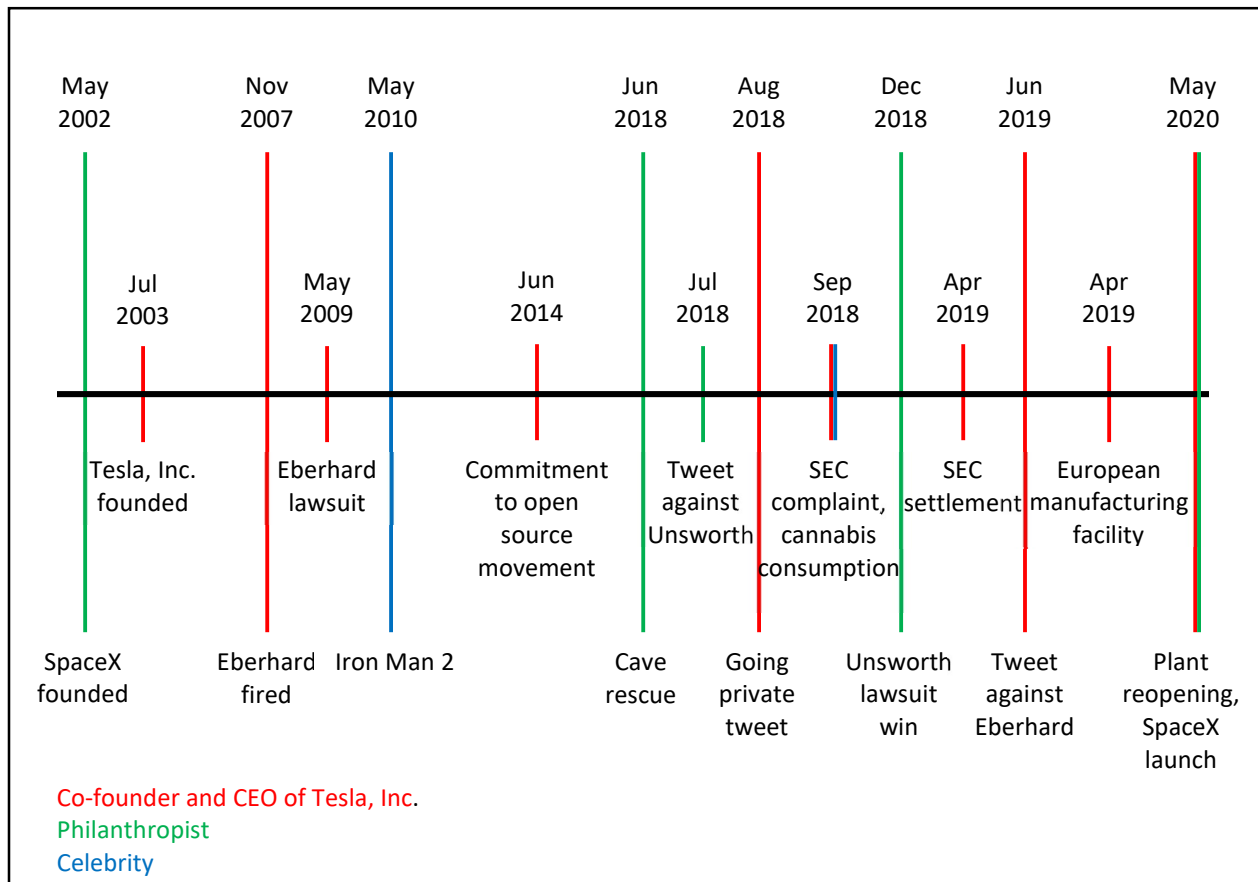 May Nov May Jun Aug Dec Jun May
2002 2007 2010 2018 2018 2018 2019 2020
Jul May Jun Jul Sep Apr Apr
2003 2009 2014 2018 2018 2019 2019
Tesla, Inc. Eberhard Commitment Tweet SEC SEC European
founded lawsuit to open against complaint, settlement manufacturing
source Unsworth cannabis facility
movement consumption
SpaceX Eberhard Iron Man 2 Cave Going Unsworth Tweet Plant
founded fired rescue private lawsuit against reopening,
tweet win Eberhard SpaceX
launch
Co-founder and CEO of Tesla, Inc.
Philanthropist
Celebrity